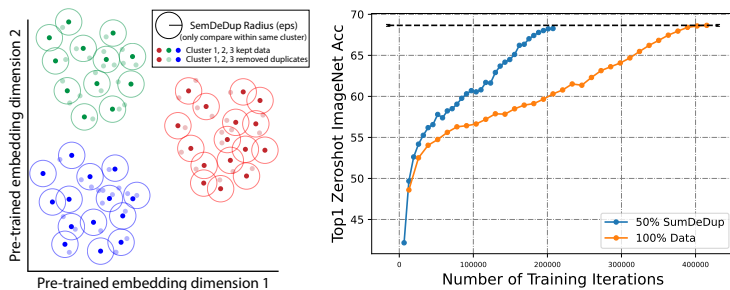 Pre-trained embedding dimension 2
SemDeDup Radius (eps)
(only compare within same cluster)
Cluster 1, 2, 3 kept data
Cluster 1, 2, 3 removed duplicates
Pre-trained embedding dimension 1
Top1 Zeroshot ImageNet Acc
70
65
60
55
50
45
0
100000
200000
300000
400000
50% SumDeDup
100% Data
Number of Training Iterations